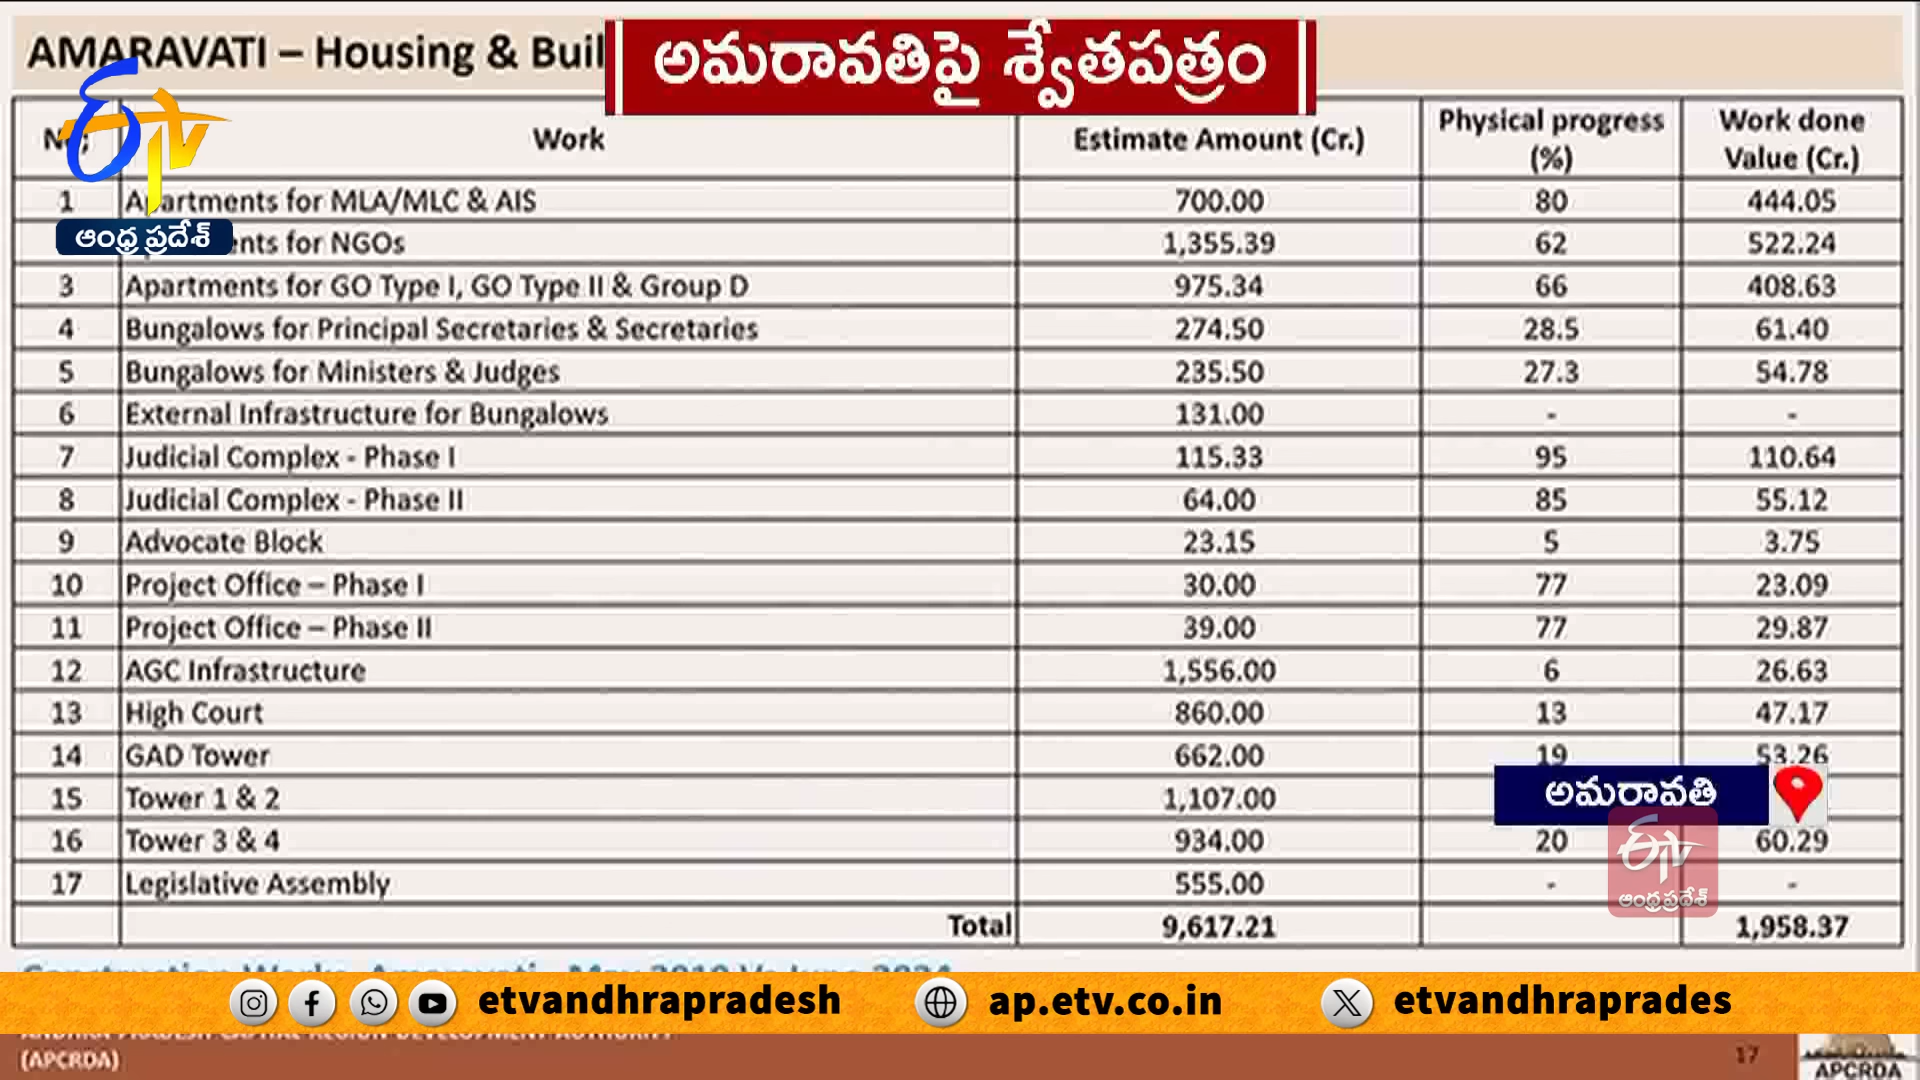 AMARAVATI – Housing & Buil
అమరావతిపై శ్వేతపత్రం
Work Estimate Amount (Cr.) Physical progress (%) Work done Value (Cr.)
1 Apartments for MLA/MLC & AIS 700.00 80 444.05
ents for NGOs 1,355.39 62 522.24
3 Apartments for GO Type I, GO Type II & Group D 975.34 66 408.63
4 Bungalows for Principal Secretaries & Secretaries 274.50 28.5 61.40
5 Bungalows for Ministers & Judges 235.50 27.3 54.78
6 External Infrastructure for Bungalows 131.00 - -
7 Judicial Complex - Phase I 115.33 95 110.64
8 Judicial Complex - Phase II 64.00 85 55.12
9 Advocate Block 23.15 5 3.75
10 Project Office – Phase I 30.00 77 23.09
11 Project Office – Phase II 39.00 77 29.87
12 AGC Infrastructure 1,556.00 6 26.63
13 High Court 860.00 13 47.17
14 GAD Tower 662.00 19 53.26
15 Tower 1 & 2 1,107.00
16 Tower 3 & 4 934.00 20 60.29
17 Legislative Assembly 555.00 - -
Total 9,617.21 1,958.37
ETV
ఆంధ్ర ప్రదేశ్
అమరావతి
ETV
ఆంధ్రప్రదేశ్
etvandhrapradesh ap.etv.co.in etvandhraprades
ANDHRA PRADESH CAPITAL REGION DEVELOPMENT AUTHORITY
(APCRDA) 17 APCRDA